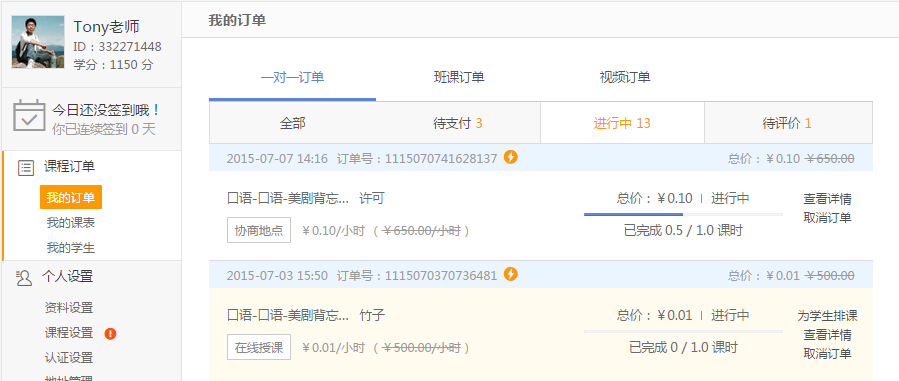 Tony老师
ID：332271448
学分：1150 分
今日还没签到哦！
你已连续签到 0 天
课程订单
我的订单
我的课表
我的学生
个人设置
资料设置
课程设置
认证设置
地址管理
我的订单
一对一订单 班课订单 视频订单
全部 待支付 3 进行中 13 待评价 1
2015-07-07 14:16 订单号：1115070741628137 总价：￥0.10 ￥650.00
口语-口语-美剧背忘... 许可 总价：￥0.10 | 进行中 查看详情
取消订单
协商地点 ￥0.10/小时（￥650.00/小时） 已完成 0.5 / 1.0 课时
2015-07-03 15:50 订单号：1115070370736481 总价：￥0.01 ￥500.00
口语-口语-美剧背忘... 竹子 总价：￥0.01 | 进行中 为学生排课
查看详情
在线授课 ￥0.01/小时（￥500.00/小时） 已完成 0 / 1.0 课时 取消订单